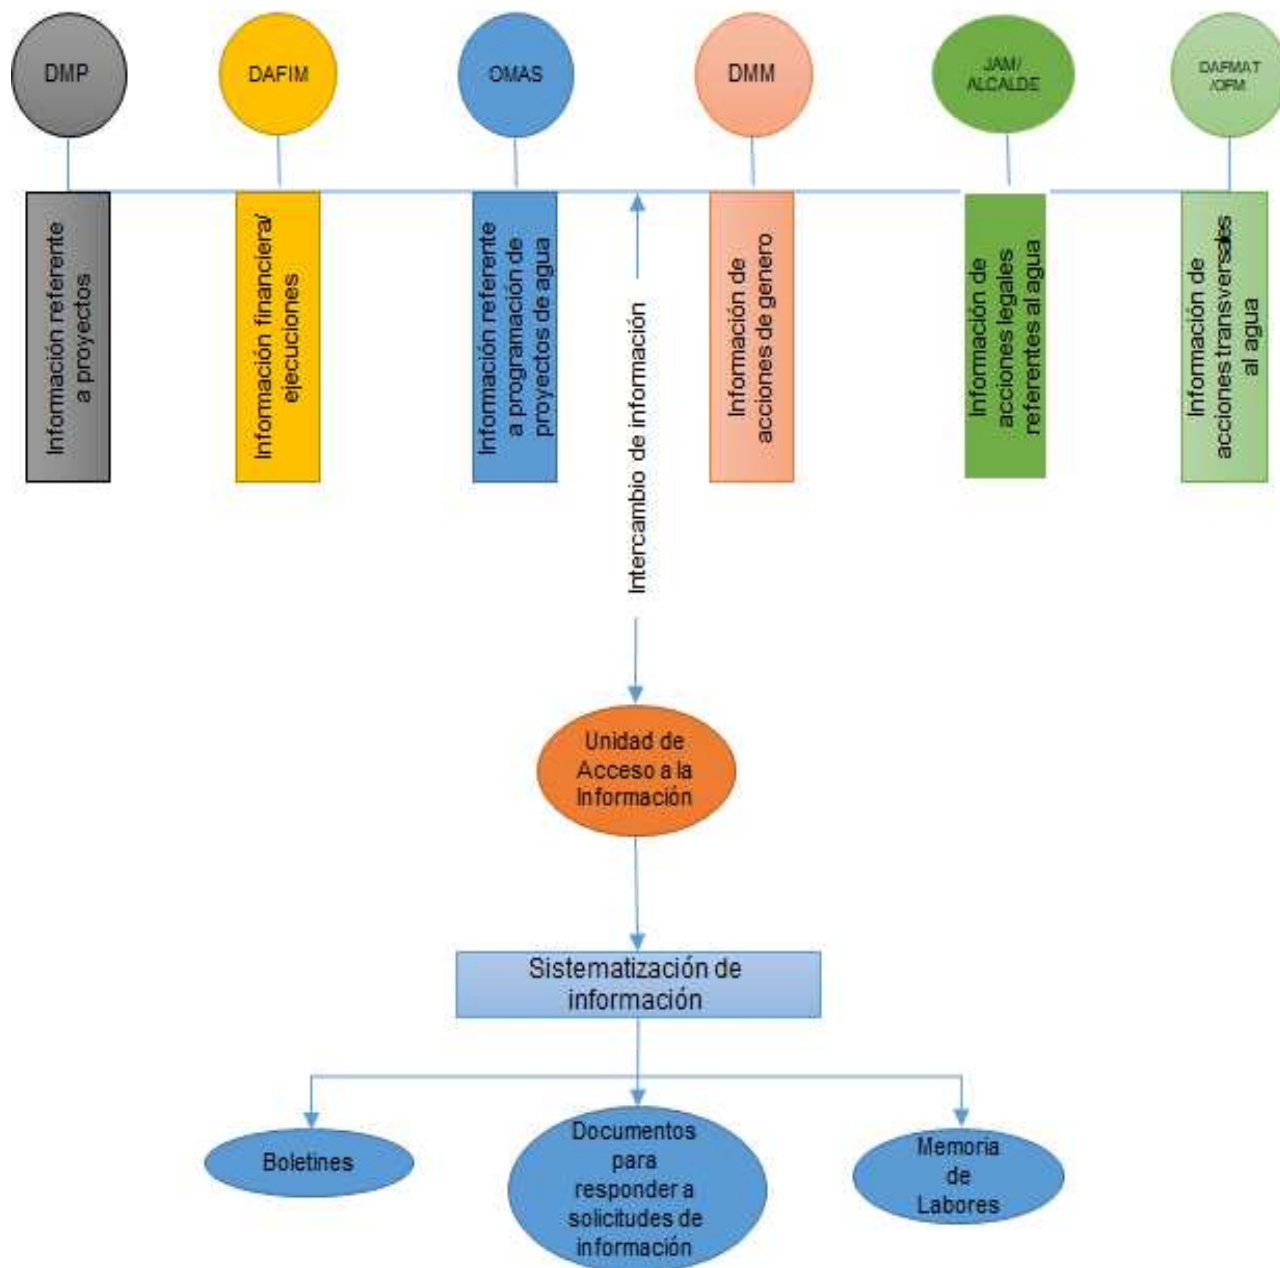 DMP
DAFIM
OMAS
DMM
JAM/
ALCALDE
DAPMAT
/OPM
Información referente
a proyectos
Información financiera/
ejecuciones
Información referente
a programación de
proyectos de agua
Intercambio de información
Información de
acciones de genero
Información de
acciones legales
referentes al agua
Información de
acciones transversales
al agua
Unidad de
Acceso a la
Información
Sistematización de
información
Boletines
Documentos
para
responder a
solicitudes de
información
Memoria
de
Labores